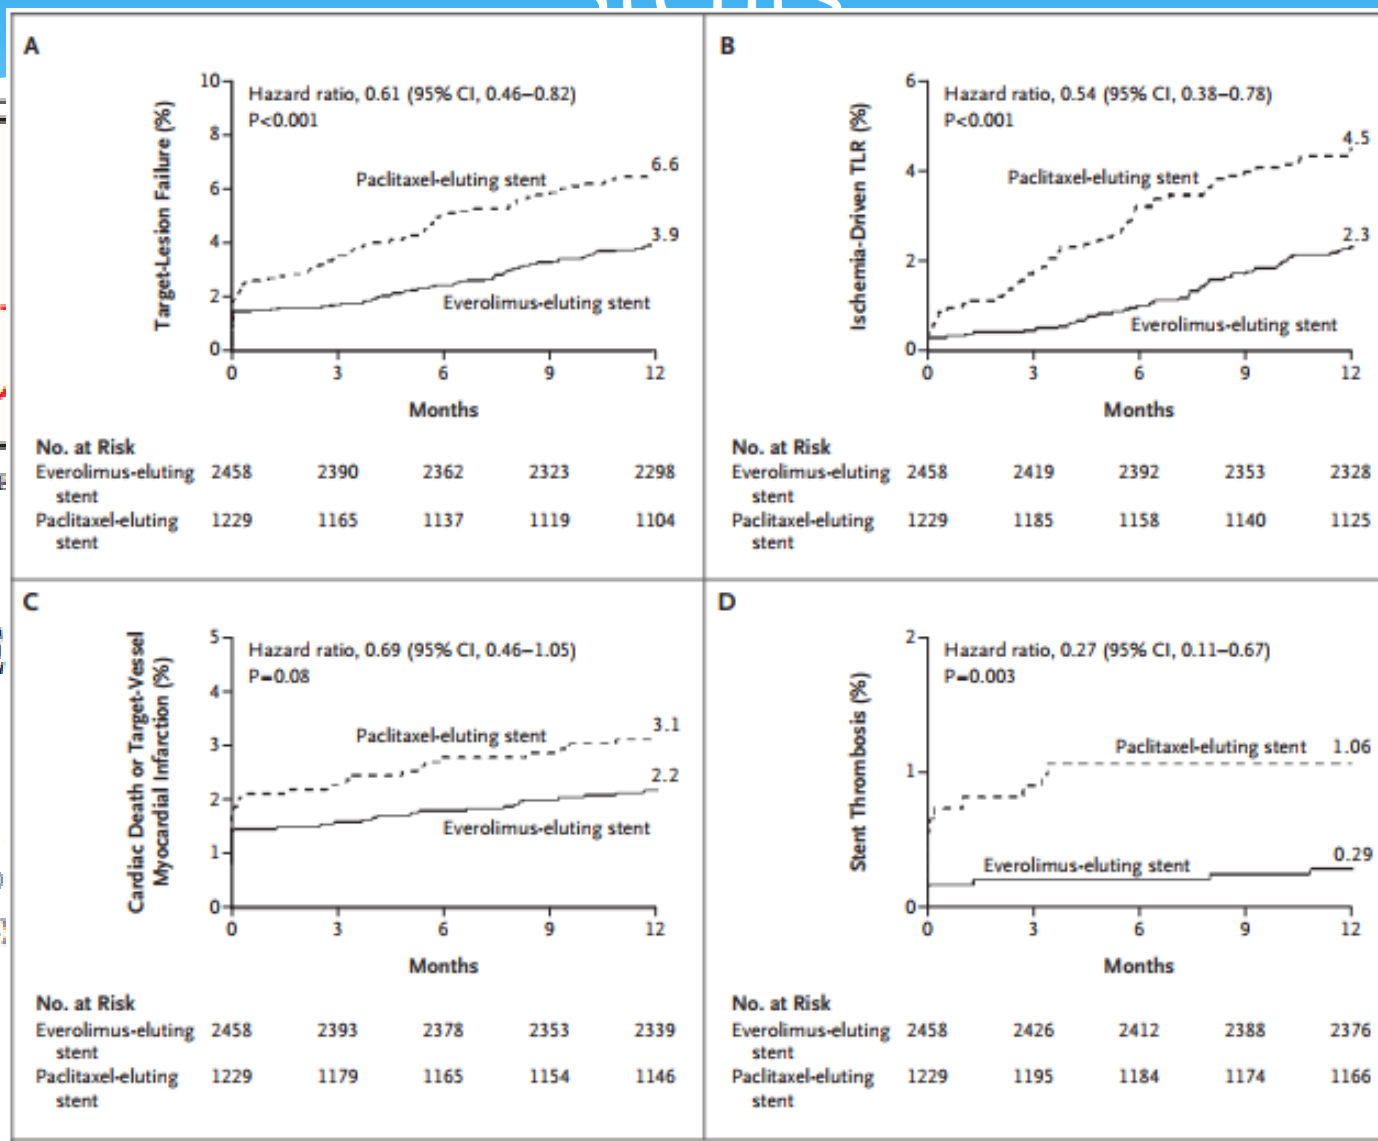 A
Hazard ratio, 0.61 (95% CI, 0.46–0.82)
P<0.001
Target-Lesion Failure (%)
10
8
6
4
2
0
Paclitaxel-eluting stent
6.6
3.9
Everolimus-eluting stent
0 3 6 9 12
Months
No. at Risk
Everolimus-eluting 2458 2390 2362 2323 2298
stent
Paclitaxel-eluting 1229 1165 1137 1119 1104
stent
B
Hazard ratio, 0.54 (95% CI, 0.38–0.78)
P<0.001
Ischemia-Driven TLR (%)
6
4
2
0
4.5
Paclitaxel-eluting stent
2.3
Everolimus-eluting stent
0 3 6 9 12
Months
No. at Risk
Everolimus-eluting 2458 2419 2392 2353 2328
stent
Paclitaxel-eluting 1229 1185 1158 1140 1125
stent
C
Hazard ratio, 0.69 (95% CI, 0.46–1.05)
P=0.08
Cardiac Death or Target-Vessel
Myocardial Infarction (%)
5
4
3
2
1
0
Paclitaxel-eluting stent
3.1
2.2
Everolimus-eluting stent
0 3 6 9 12
Months
No. at Risk
Everolimus-eluting 2458 2393 2378 2353 2339
stent
Paclitaxel-eluting 1229 1179 1165 1154 1146
stent
D
Hazard ratio, 0.27 (95% CI, 0.11–0.67)
P=0.003
Stent Thrombosis (%)
2
1
0
Paclitaxel-eluting stent 1.06
Everolimus-eluting stent
0.29
0 3 6 9 12
Months
No. at Risk
Everolimus-eluting 2458 2426 2412 2388 2376
stent
Paclitaxel-eluting 1229 1195 1184 1174 1166
stent